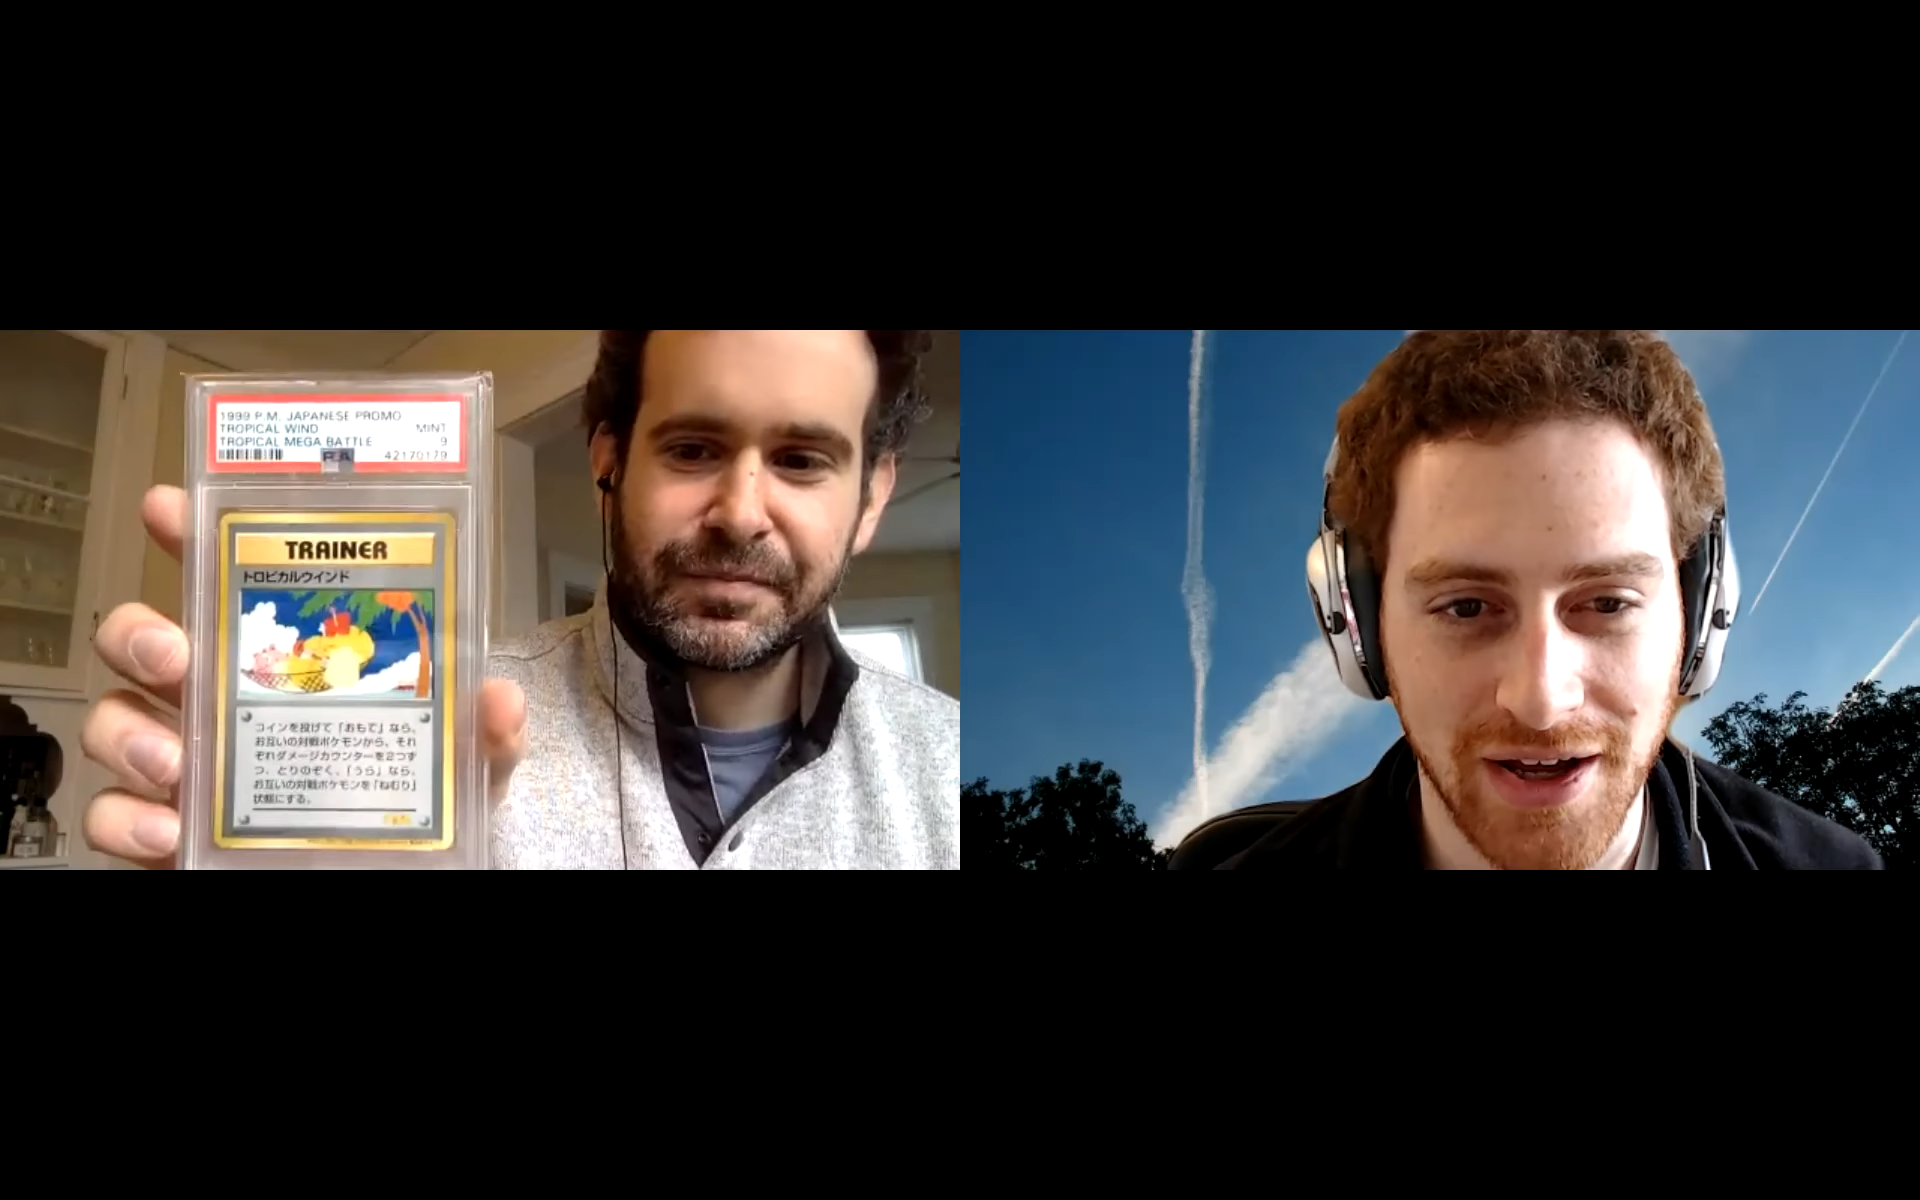 1999 P.M. JAPANESE PROMO
TROPICAL WIND MINT
TROPICAL MEGA BATTLE 9
PSA 42170179
TRAINER
トロピカルウインド
コインを投げて「おもて」なら、
お互いの対戦ポケモンから、それ
ぞれダメージカウンターを2つず
つ、とりのぞく。「うら」なら、
お互いの対戦ポケモンを「ねむり」
状態にする。